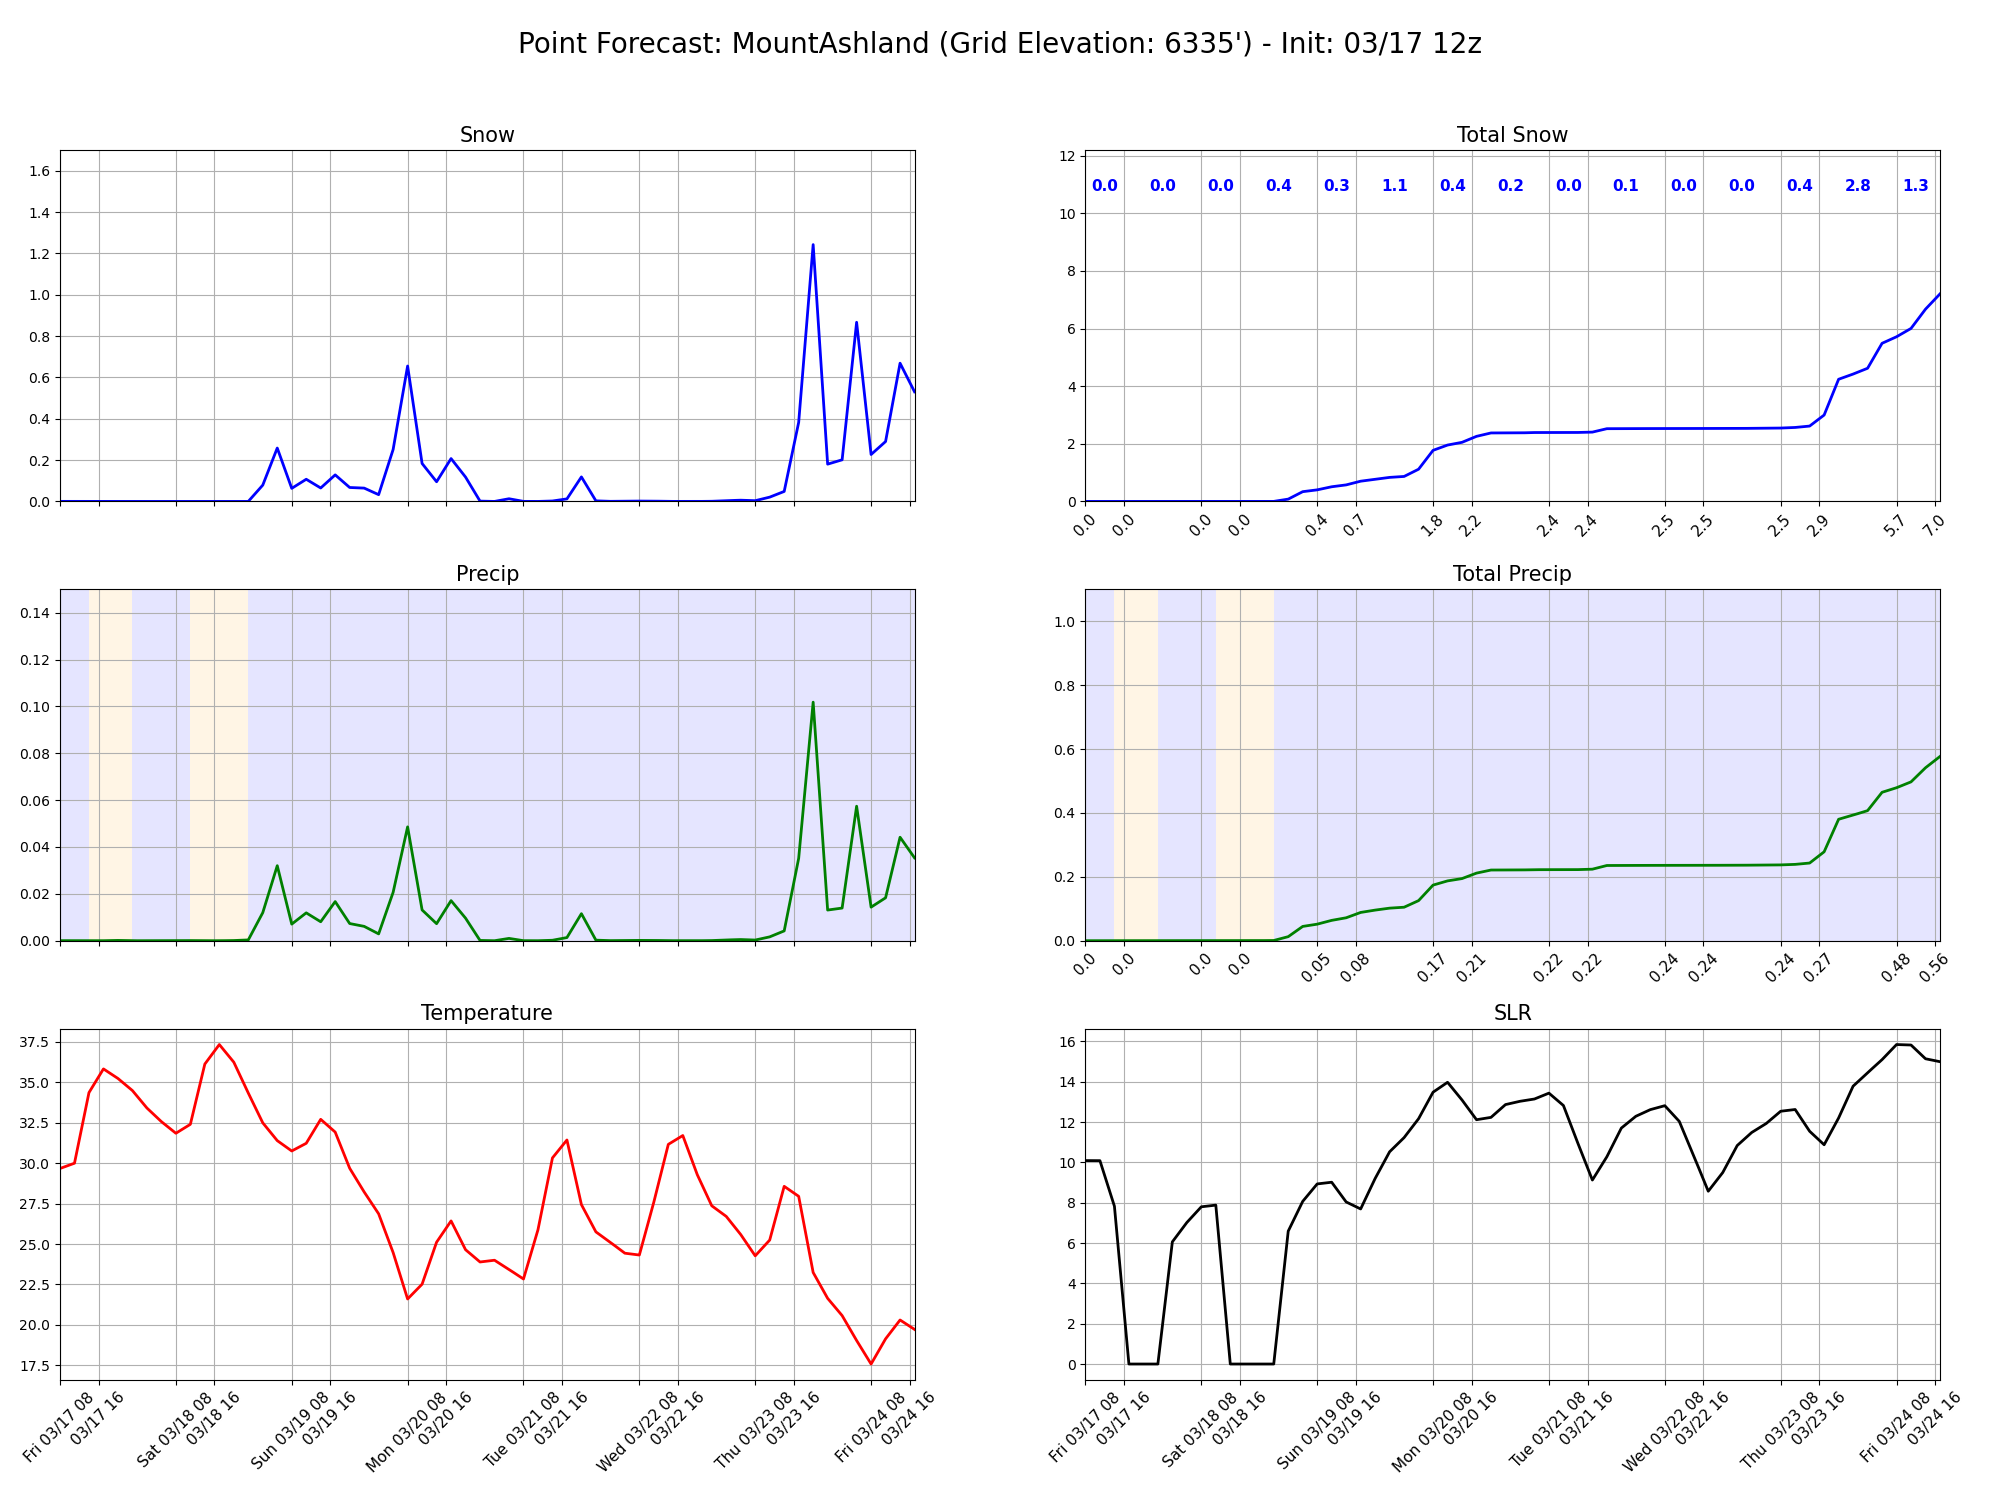 Point Forecast: MountAshland (Grid Elevation: 6335') - Init: 03/17 12z
Snow
1.6
1.4
1.2
1.0
0.8
0.6
0.4
0.2
0.0
Total Snow
12
10
8
6
4
2
0
0.0 0.0 0.0 0.4 0.3 1.1 0.4 0.2 0.0 0.1 0.0 0.0 0.4 2.8 1.3
0.0 0.0 0.0 0.0 0.4 0.7 1.8 2.2 2.4 2.4 2.5 2.5 2.5 2.9 5.7 7.0
Precip
0.14
0.12
0.10
0.08
0.06
0.04
0.02
0.00
Total Precip
1.0
0.8
0.6
0.4
0.2
0.0
0.0 0.0 0.0 0.0 0.05 0.08 0.17 0.21 0.22 0.22 0.24 0.24 0.24 0.27 0.48 0.56
Temperature
37.5
35.0
32.5
30.0
27.5
25.0
22.5
20.0
17.5
Fri 03/17 08
03/17 16
Sat 03/18 08
03/18 16
Sun 03/19 08
03/19 16
Mon 03/20 08
03/20 16
Tue 03/21 08
03/21 16
Wed 03/22 08
03/22 16
Thu 03/23 08
03/23 16
Fri 03/24 08
03/24 16
SLR
16
14
12
10
8
6
4
2
0
Fri 03/17 08
03/17 16
Sat 03/18 08
03/18 16
Sun 03/19 08
03/19 16
Mon 03/20 08
03/20 16
Tue 03/21 08
03/21 16
Wed 03/22 08
03/22 16
Thu 03/23 08
03/23 16
Fri 03/24 08
03/24 16